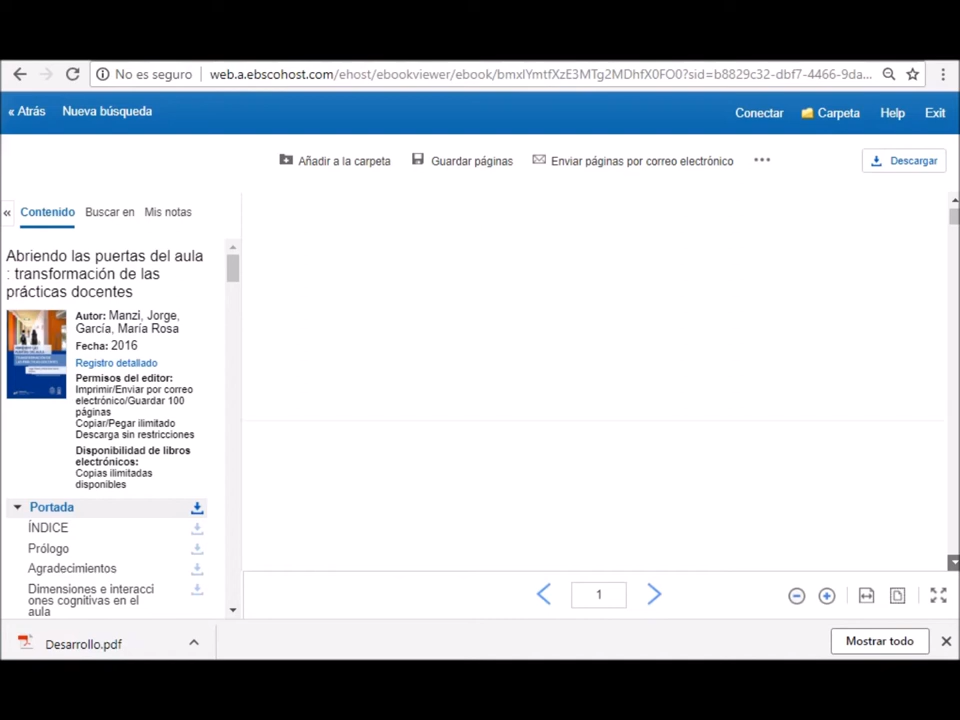 No es seguro web.a.ebscohost.com/ehost/ebookviewer/ebook/bmxlYmtfXzE3MTg2MDhfX0FO0?sid=b8829c32-dbf7-4466-9da...
« Atrás Nueva búsqueda Conectar Carpeta Help Exit
Añadir a la carpeta Guardar páginas Enviar páginas por correo electrónico ••• Descargar
« Contenido Buscar en Mis notas
Abriendo las puertas del aula
: transformación de las
prácticas docentes
Autor: Manzi, Jorge,
García, María Rosa
Fecha: 2016
Registro detallado
Permisos del editor:
Imprimir/Enviar por correo
electrónico/Guardar 100
páginas
Copiar/Pegar ilimitado
Descarga sin restricciones
Disponibilidad de libros
electrónicos:
Copias ilimitadas
disponibles
Portada
ÍNDICE
Prólogo
Agradecimientos
Dimensiones e interacci
ones cognitivas en el
aula
1
Desarrollo.pdf
Mostrar todo